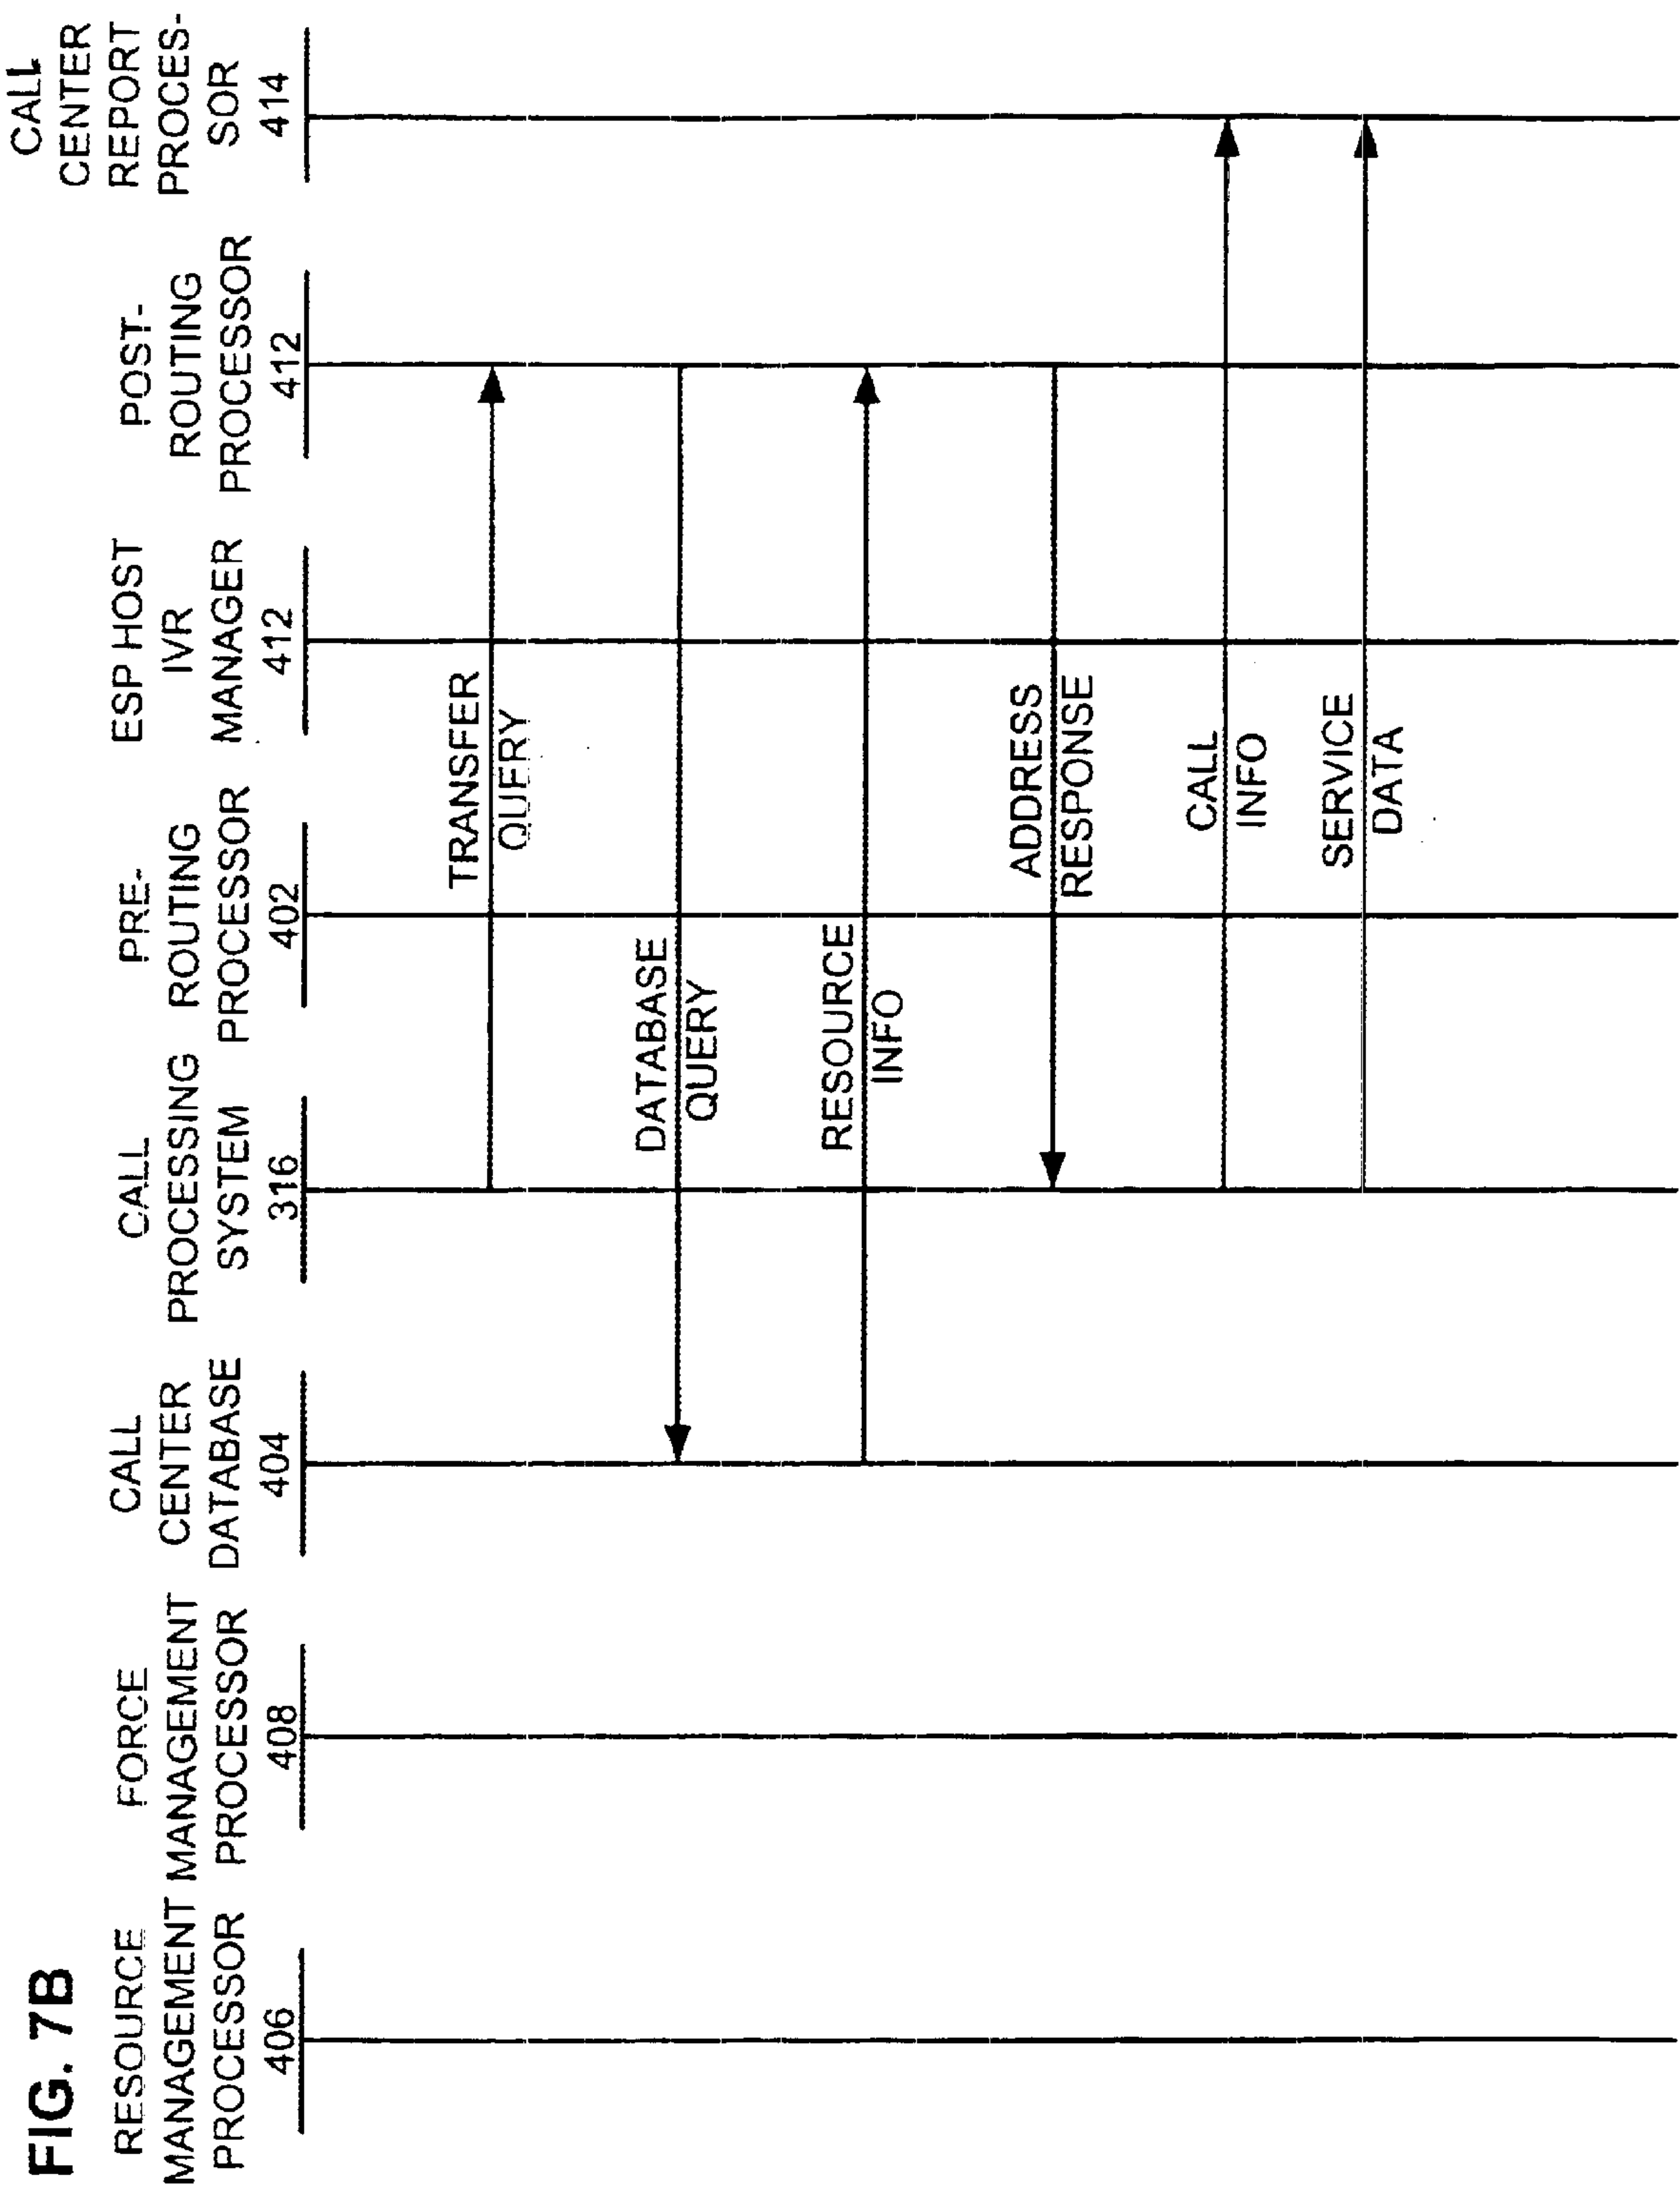 FIG. 7B
RESOURCE
MANAGEMENT
PROCESSOR
406
FORCE
MANAGEMENT
PROCESSOR
408
CALL
CENTER
DATABASE
404
CALL
PROCESSING
SYSTEM
316
PRE-
ROUTING
PROCESSOR
402
ESP HOST
IVR
MANAGER
412
POST-
ROUTING
PROCESSOR
412
CALL
CENTER
REPORT
PROCES-
SOR
414
TRANSFER
QUERY
DATABASE
QUERY
RESOURCE
INFO
ADDRESS
RESPONSE
CALL
INFO
SERVICE
DATA